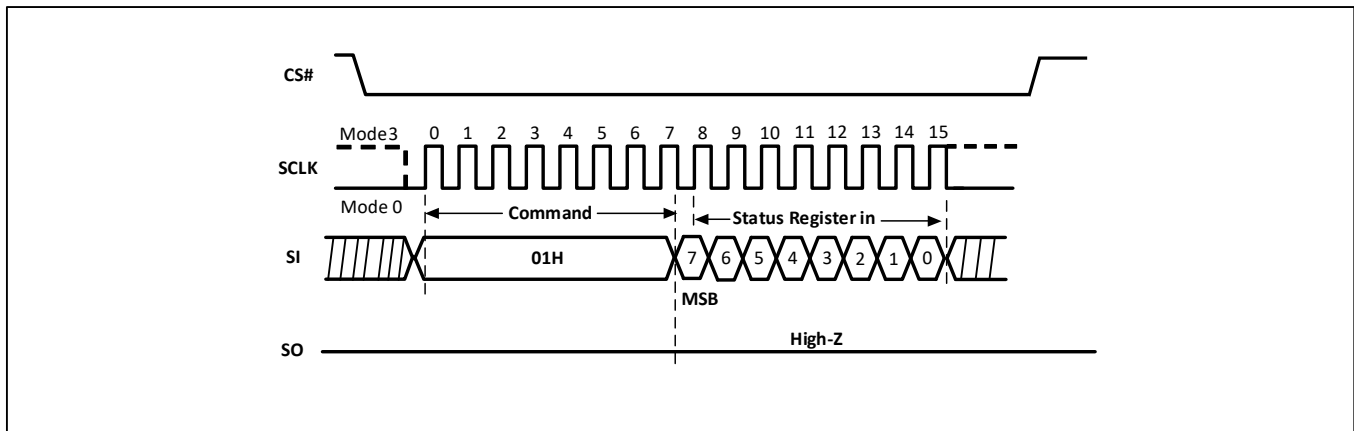 CS#
Mode3 0 1 2 3 4 5 6 7 8 9 10 11 12 13 14 15
SCLK
Mode 0 Command Status Register in
SI 01H 7 6 5 4 3 2 1 0
MSB
SO High-Z